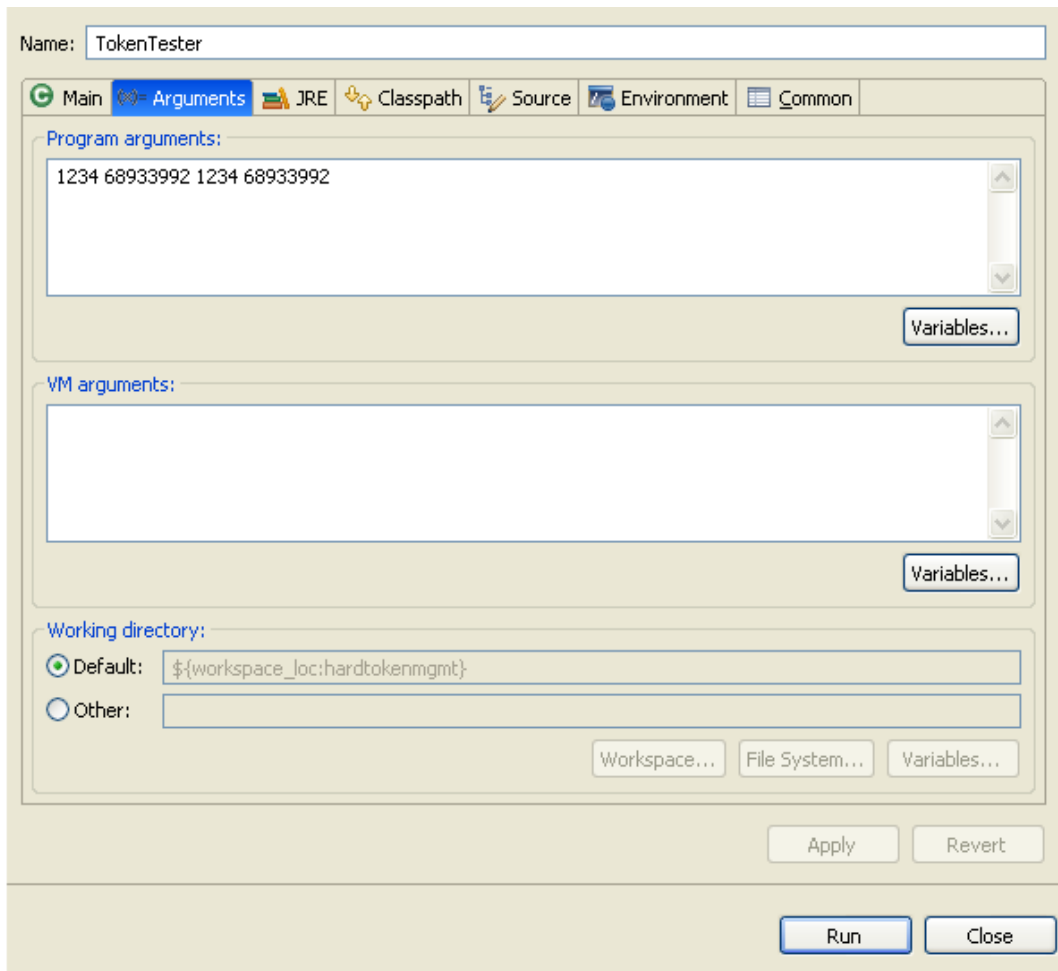 Name: TokenTester
Main Arguments JRE Classpath Source Environment Common
Program arguments:
1234 68933992 1234 68933992
Variables...
VM arguments:
Variables...
Working directory:
Default: ${workspace_loc:hardtokenmgmt}
Other:
Workspace... File System... Variables...
Apply Revert
Run Close